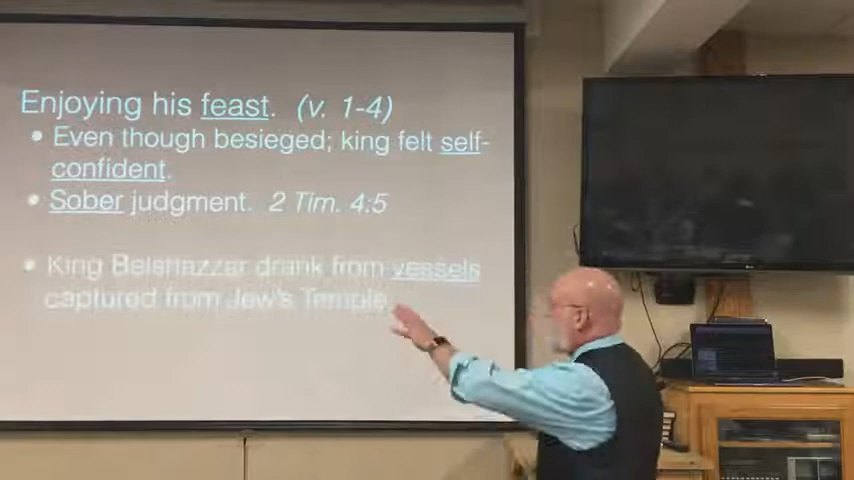 Enjoying his feast. (v. 1-4)
• Even though besieged; king felt self-
confident.
• Sober judgment. 2 Tim. 4:5
• King Belshazzar drank from vessels
captured from Jew's Temple.